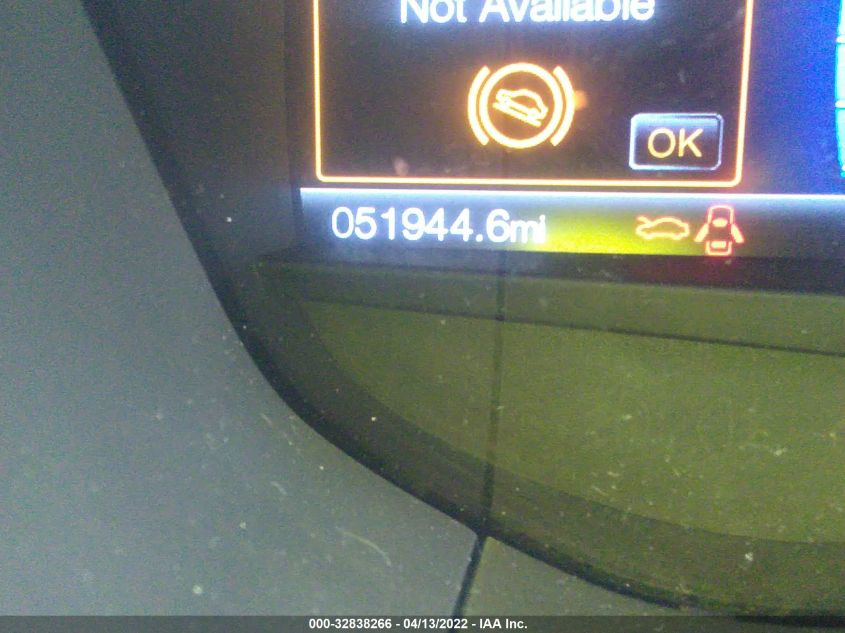 Not Available
OK
051944.6mi
000-32838266 - 04/13/2022 - IAA Inc.